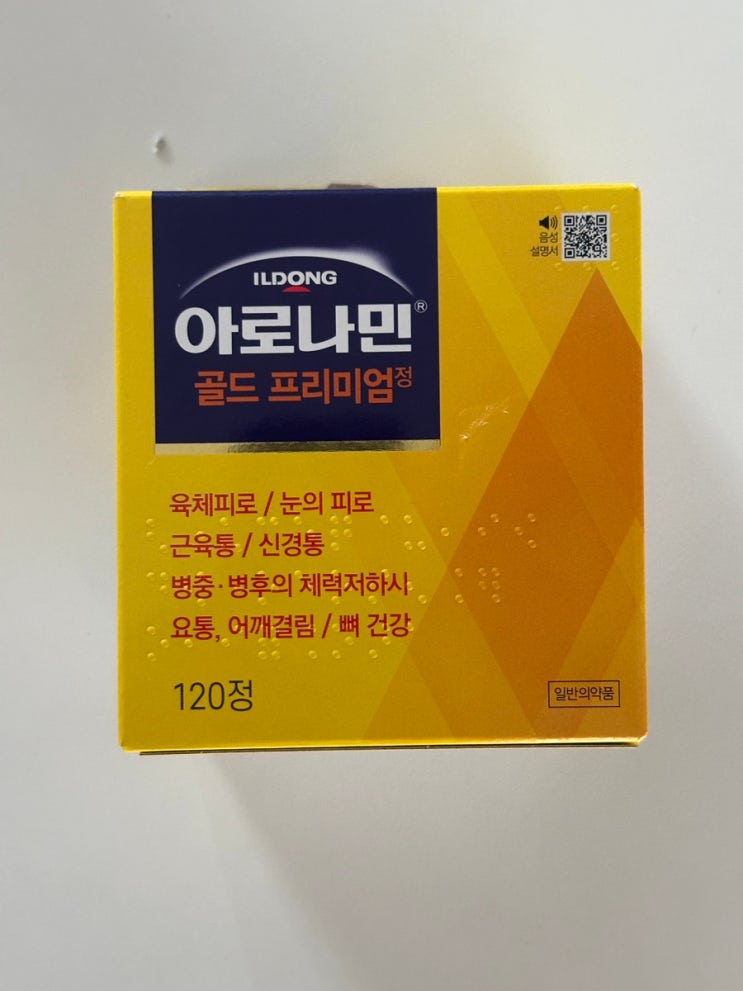 ILDONG
아로나민®
골드 프리미엄정
음성
설명서
육체피로 / 눈의 피로
근육통 / 신경통
병중·병후의 체력저하시
요통, 어깨결림 / 뼈 건강
120정
일반의약품